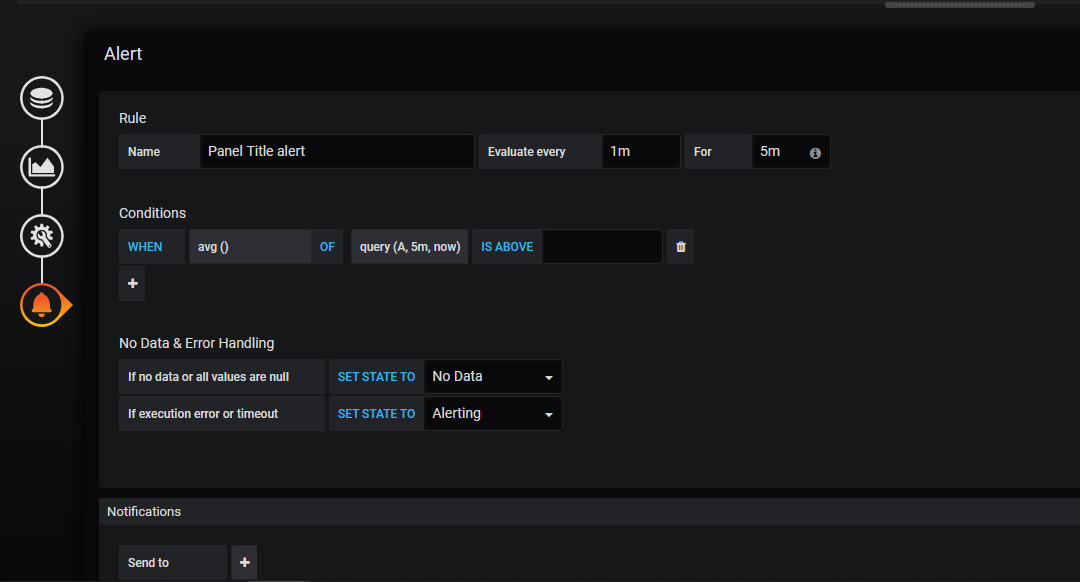 Alert
Rule
Name Panel Title alert Evaluate every 1m For 5m
Conditions
WHEN avg () OF query (A, 5m, now) IS ABOVE
No Data & Error Handling
If no data or all values are null SET STATE TO No Data
If execution error or timeout SET STATE TO Alerting
Notifications
Send to